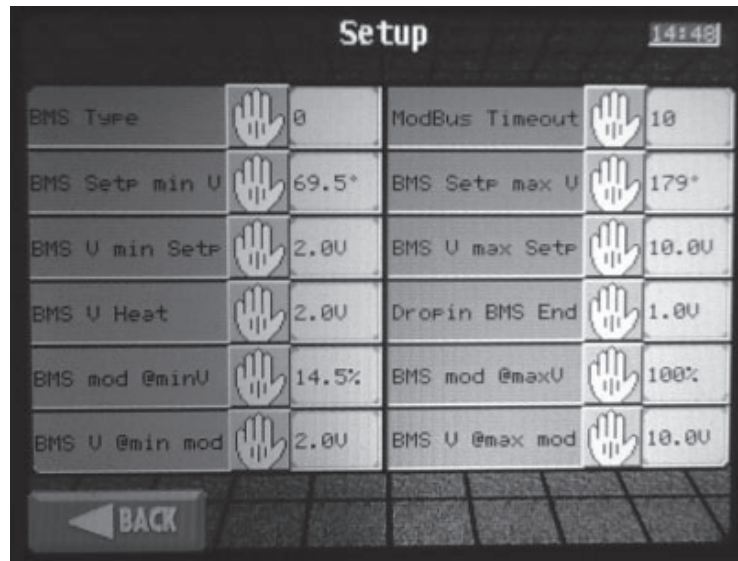 Setup
14:48
BMS Type 0 ModBus Timeout 10
BMS Setp min V 69.5° BMS Setp max V 179°
BMS V min Setp 2.0V BMS V max Setp 10.0V
BMS V Heat 2.0V Dropin BMS End 1.0V
BMS mod @minV 14.5% BMS mod @maxV 100%
BMS V @min mod 2.0V BMS V @max mod 10.0V
BACK